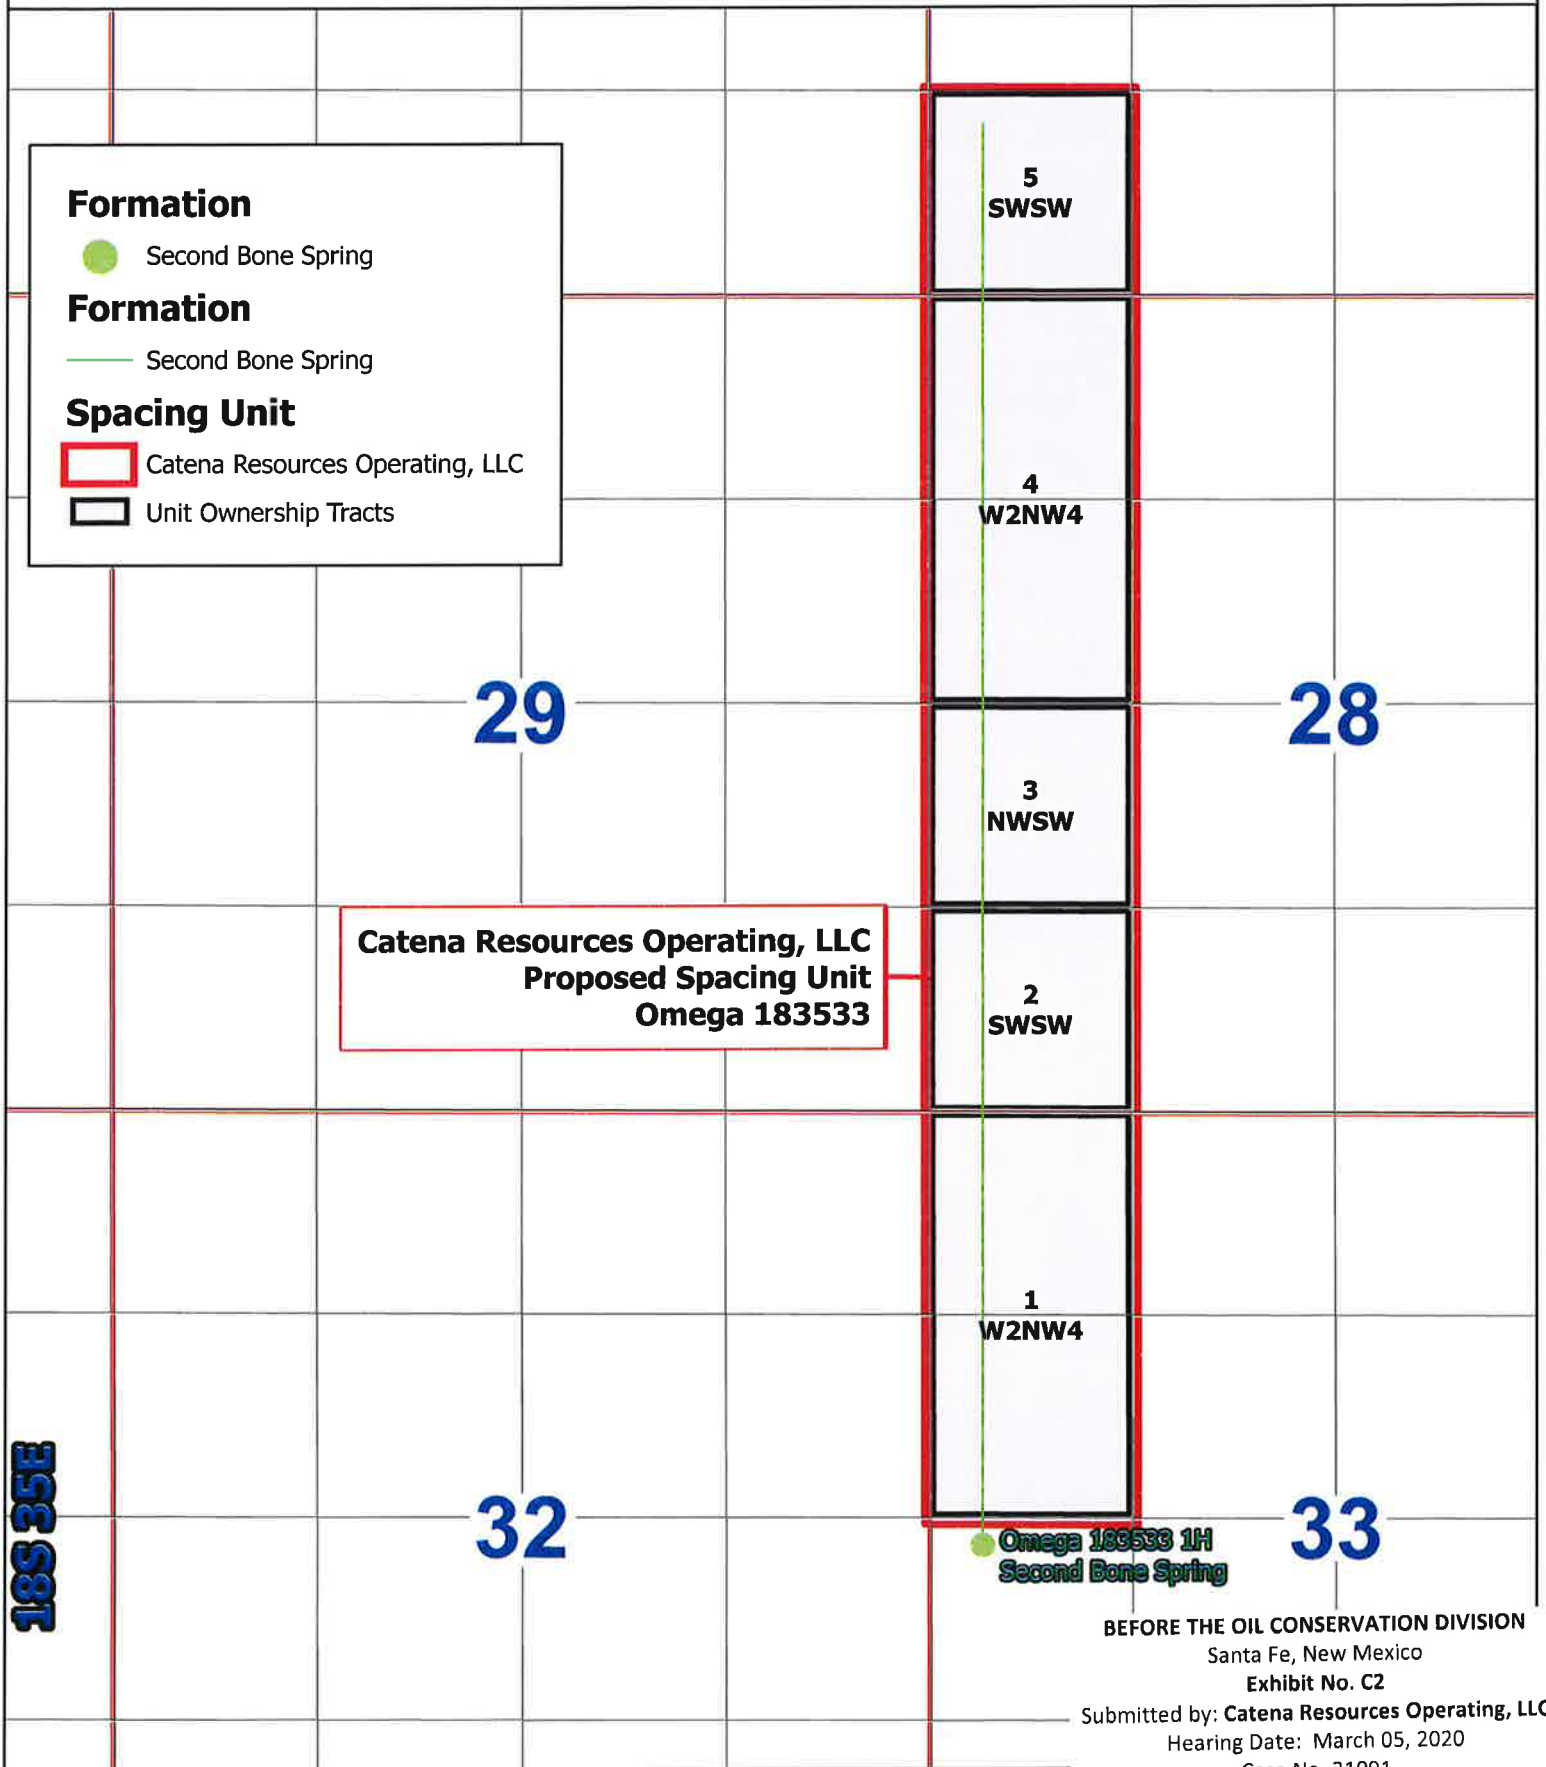 Formation
Second Bone Spring
Formation
Second Bone Spring
Spacing Unit
Catena Resources Operating, LLC
Unit Ownership Tracts
5
SWSW
4
W2NW4
29
28
3
NWSW
Catena Resources Operating, LLC
Proposed Spacing Unit
Omega 183533
2
SWSW
1
W2NW4
18S 35E
32
33
Omega 183533 1H
Second Bone Spring
BEFORE THE OIL CONSERVATION DIVISION
Santa Fe, New Mexico
Exhibit No. C2
Submitted by: Catena Resources Operating, LLC
Hearing Date: March 05, 2020